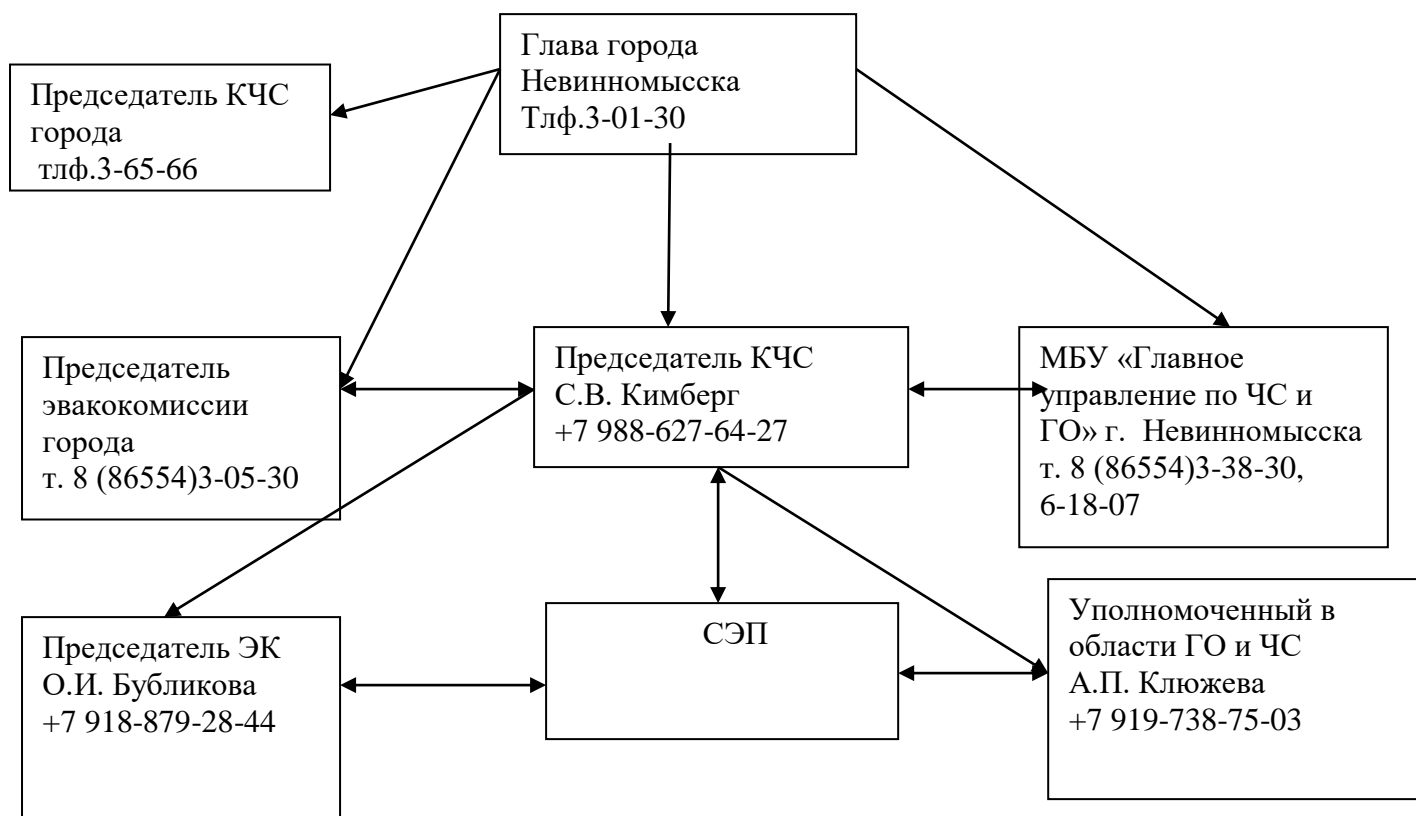 Глава города
Невинномысска
Тлф.3-01-30
Председатель КЧС
города
тлф.3-65-66
Председатель
эвакокомиссии
города
т. 8 (86554)3-05-30
Председатель КЧС
С.В. Кимберг
+7 988-627-64-27
МБУ «Главное
управление по ЧС и
ГО» г. Невинномысска
т. 8 (86554)3-38-30,
6-18-07
Председатель ЭК
О.И. Бубликова
+7 918-879-28-44
СЭП
Уполномоченный в
области ГО и ЧС
А.П. Клюжева
+7 919-738-75-03